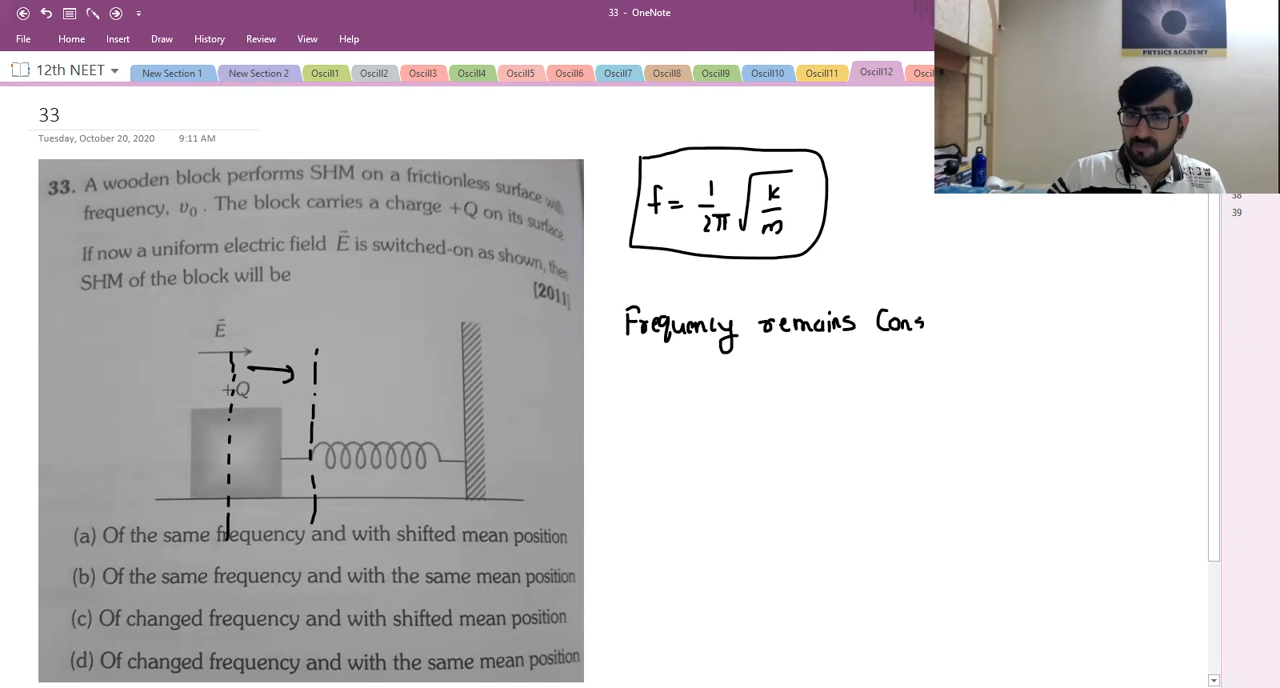 33 - OneNote
File Home Insert Draw History Review View Help
12th NEET New Section 1 New Section 2 Oscill1 Oscill2 Oscill3 Oscill4 Oscill5 Oscill6 Oscill7 Oscill8 Oscill9 Oscill10 Oscill11 Oscill12 Oscil
PHYSICS ACADEMY
33
Tuesday, October 20, 2020 9:11 AM
38
39
33. A wooden block performs SHM on a frictionless surface with
frequency, υ0. The block carries a charge +Q on its surface.
If now a uniform electric field E⃗ is switched-on as shown, then
SHM of the block will be
[2011]
E⃗
+Q
(a) Of the same frequency and with shifted mean position
(b) Of the same frequency and with the same mean position
(c) Of changed frequency and with shifted mean position
(d) Of changed frequency and with the same mean position
f = 1/2π √k/m
Frequency remains Cons